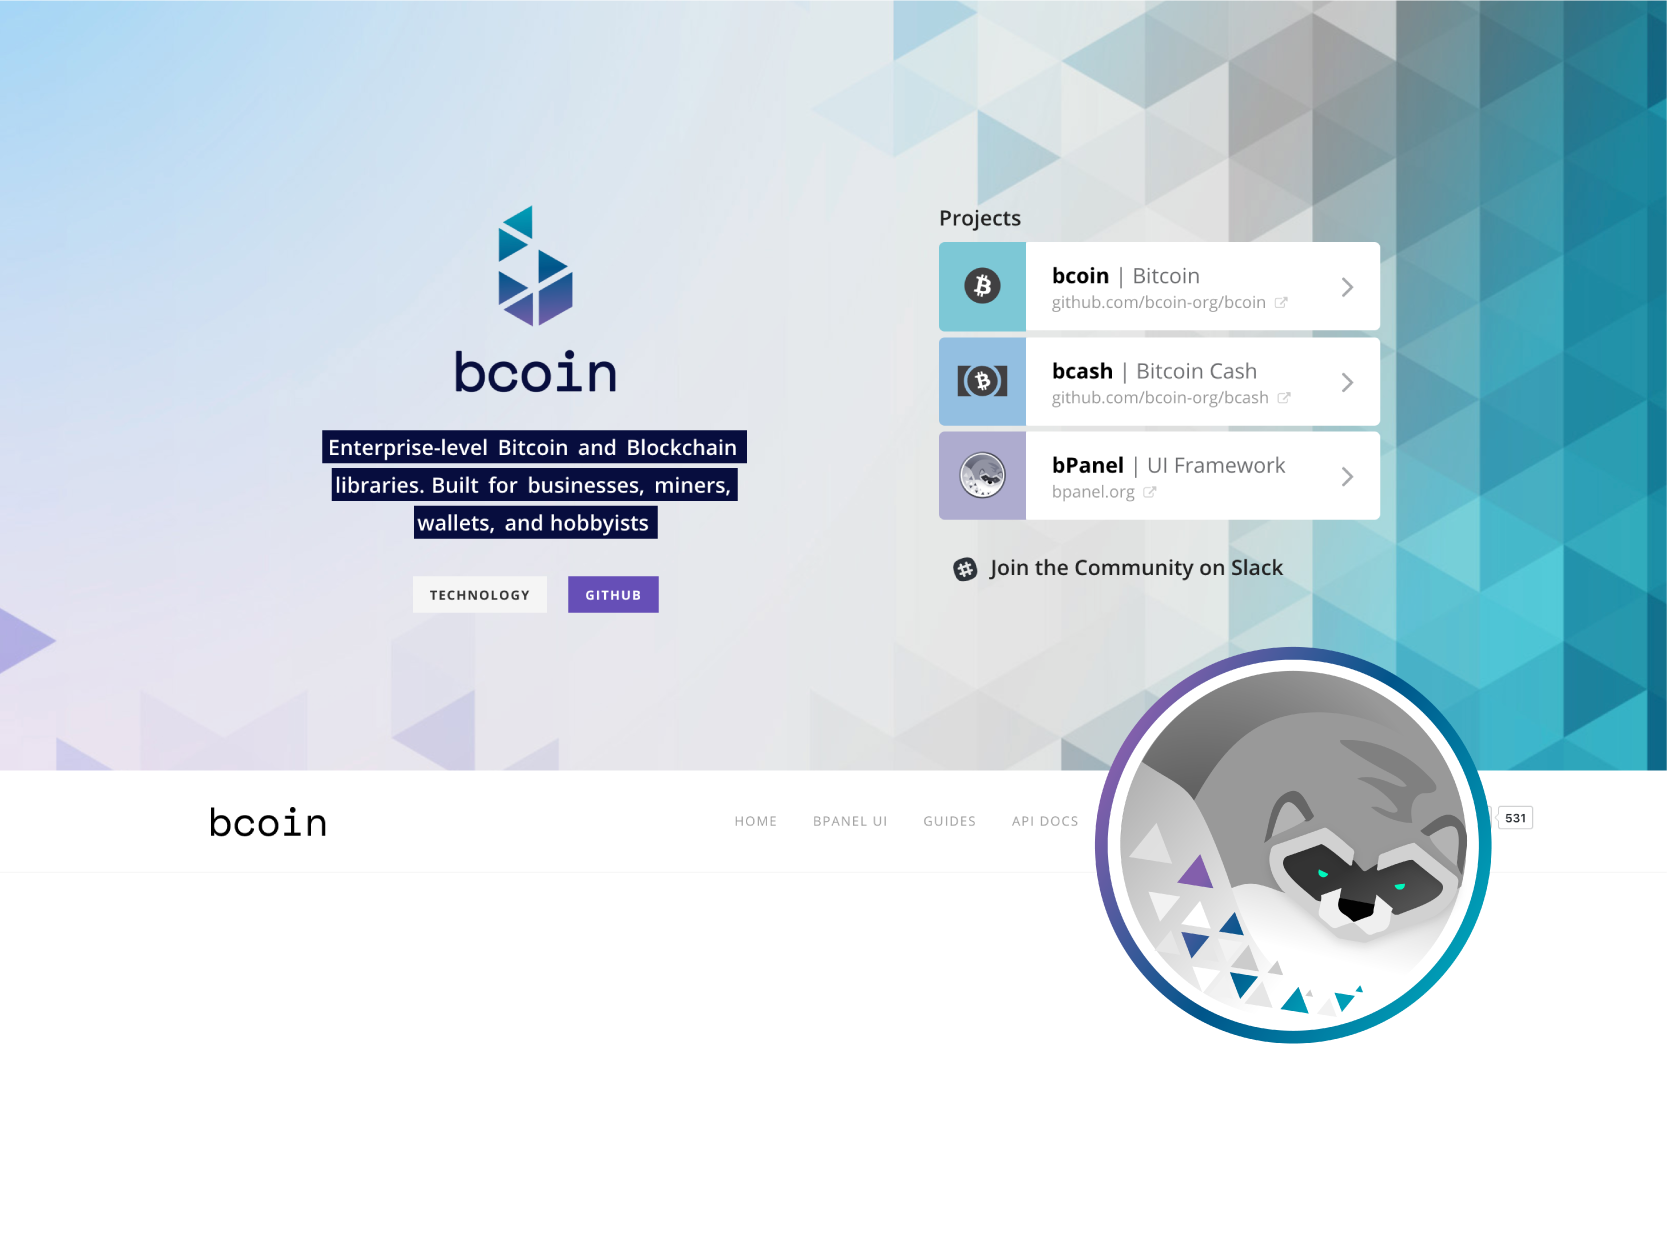 bcoin
Enterprise-level Bitcoin and Blockchain
libraries. Built for businesses, miners,
wallets, and hobbyists
TECHNOLOGY
GITHUB
Projects
bcoin | Bitcoin
github.com/bcoin-org/bcoin
bcash | Bitcoin Cash
github.com/bcoin-org/bcash
bPanel | UI Framework
bpanel.org
Join the Community on Slack
bcoin
HOME
BPANEL UI
GUIDES
API DOCS
531